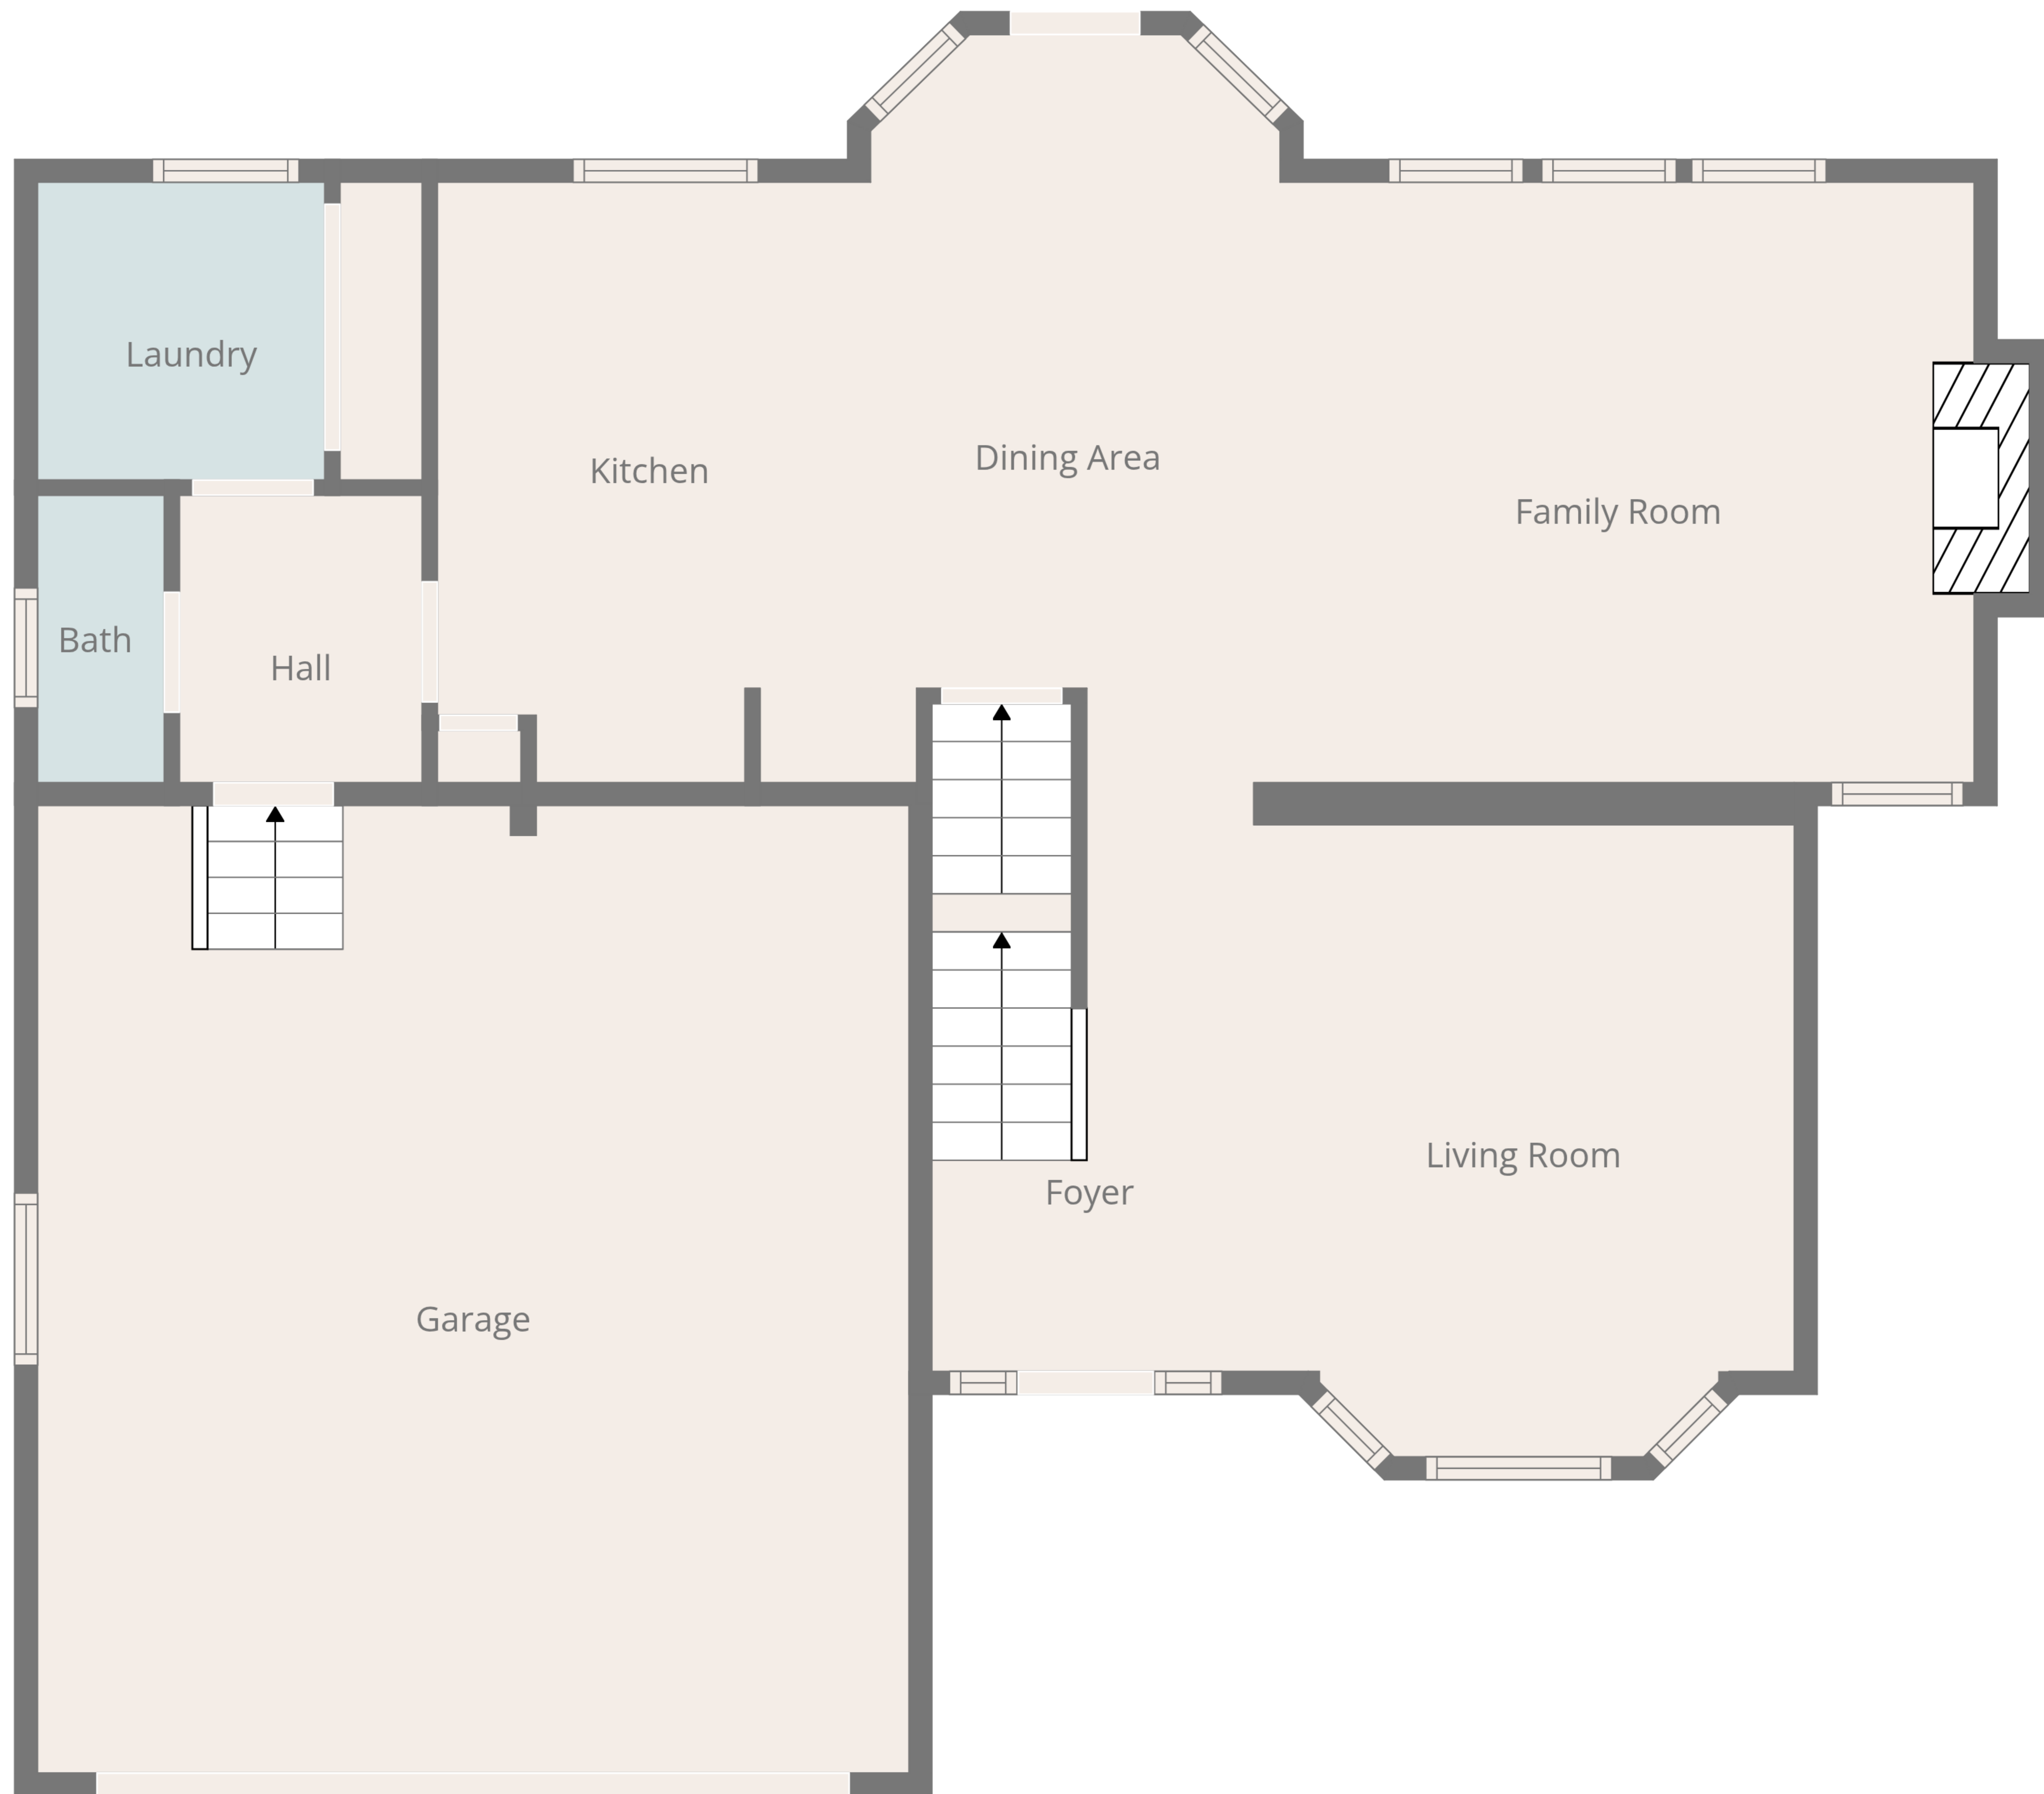 Laundry
Kitchen
Dining Area
Family Room
Bath
Hall
Living Room
Foyer
Garage